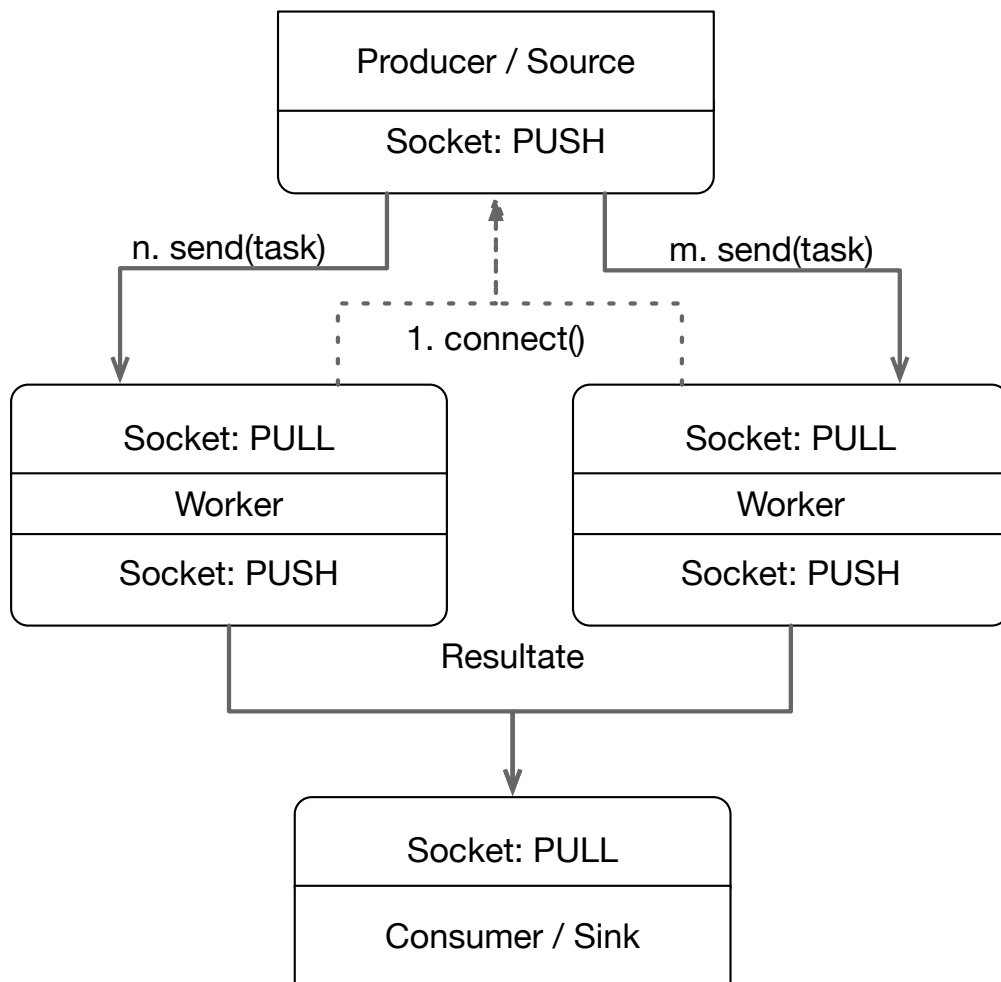 Producer / Source
Socket: PUSH
n. send(task)
m. send(task)
1. connect()
Socket: PULL
Worker
Socket: PUSH
Socket: PULL
Worker
Socket: PUSH
Resultate
Socket: PULL
Consumer / Sink